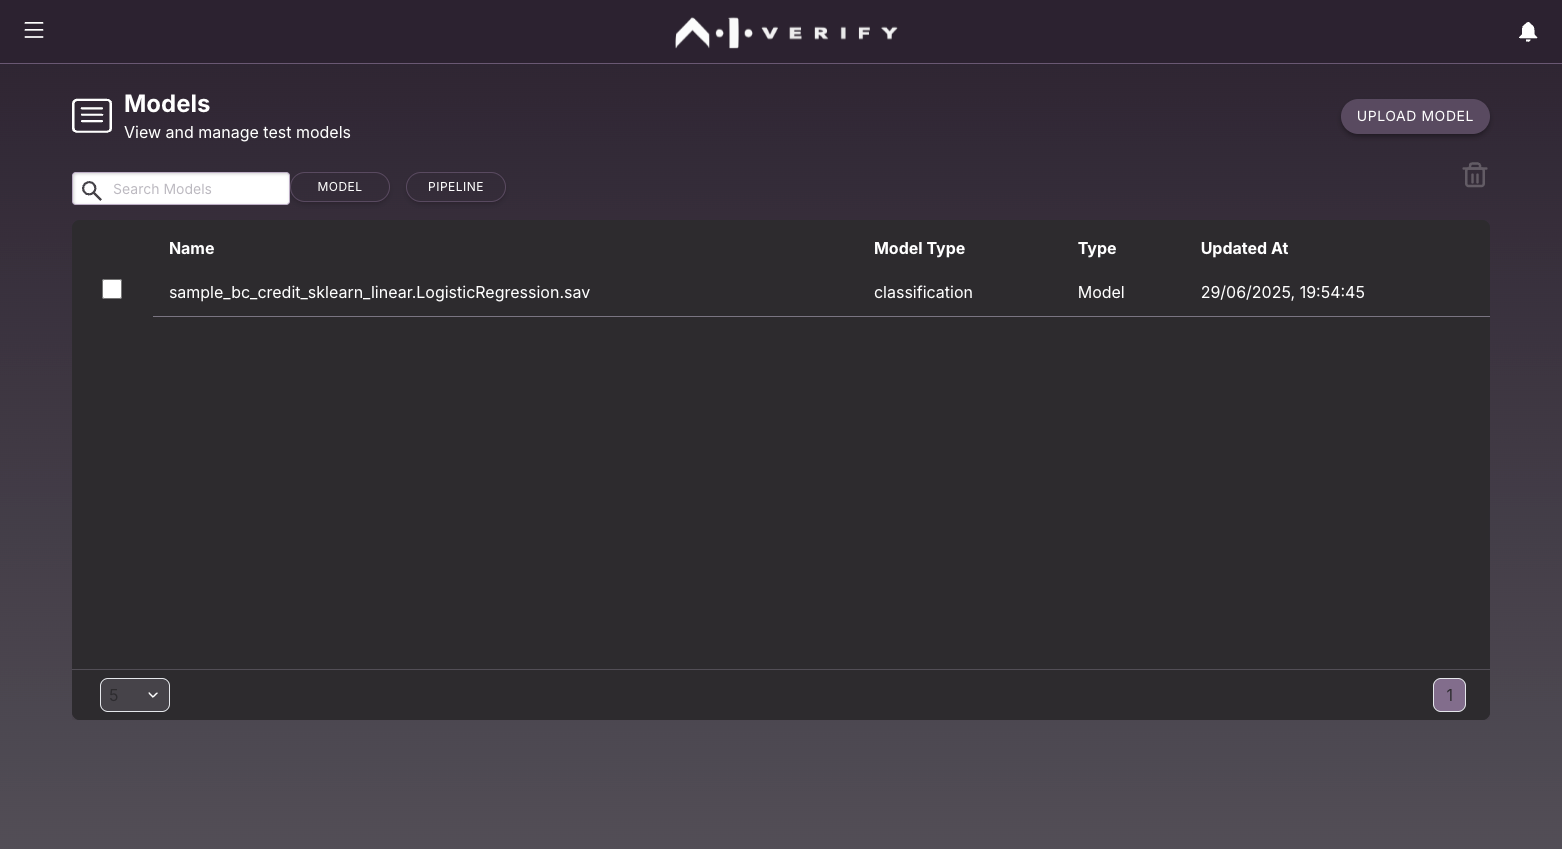 A·I·VERIFY
Models
View and manage test models
UPLOAD MODEL
Search Models
MODEL
PIPELINE
Name Model Type Type Updated At
sample_bc_credit_sklearn_linear.LogisticRegression.sav classification Model 29/06/2025, 19:54:45
5
1